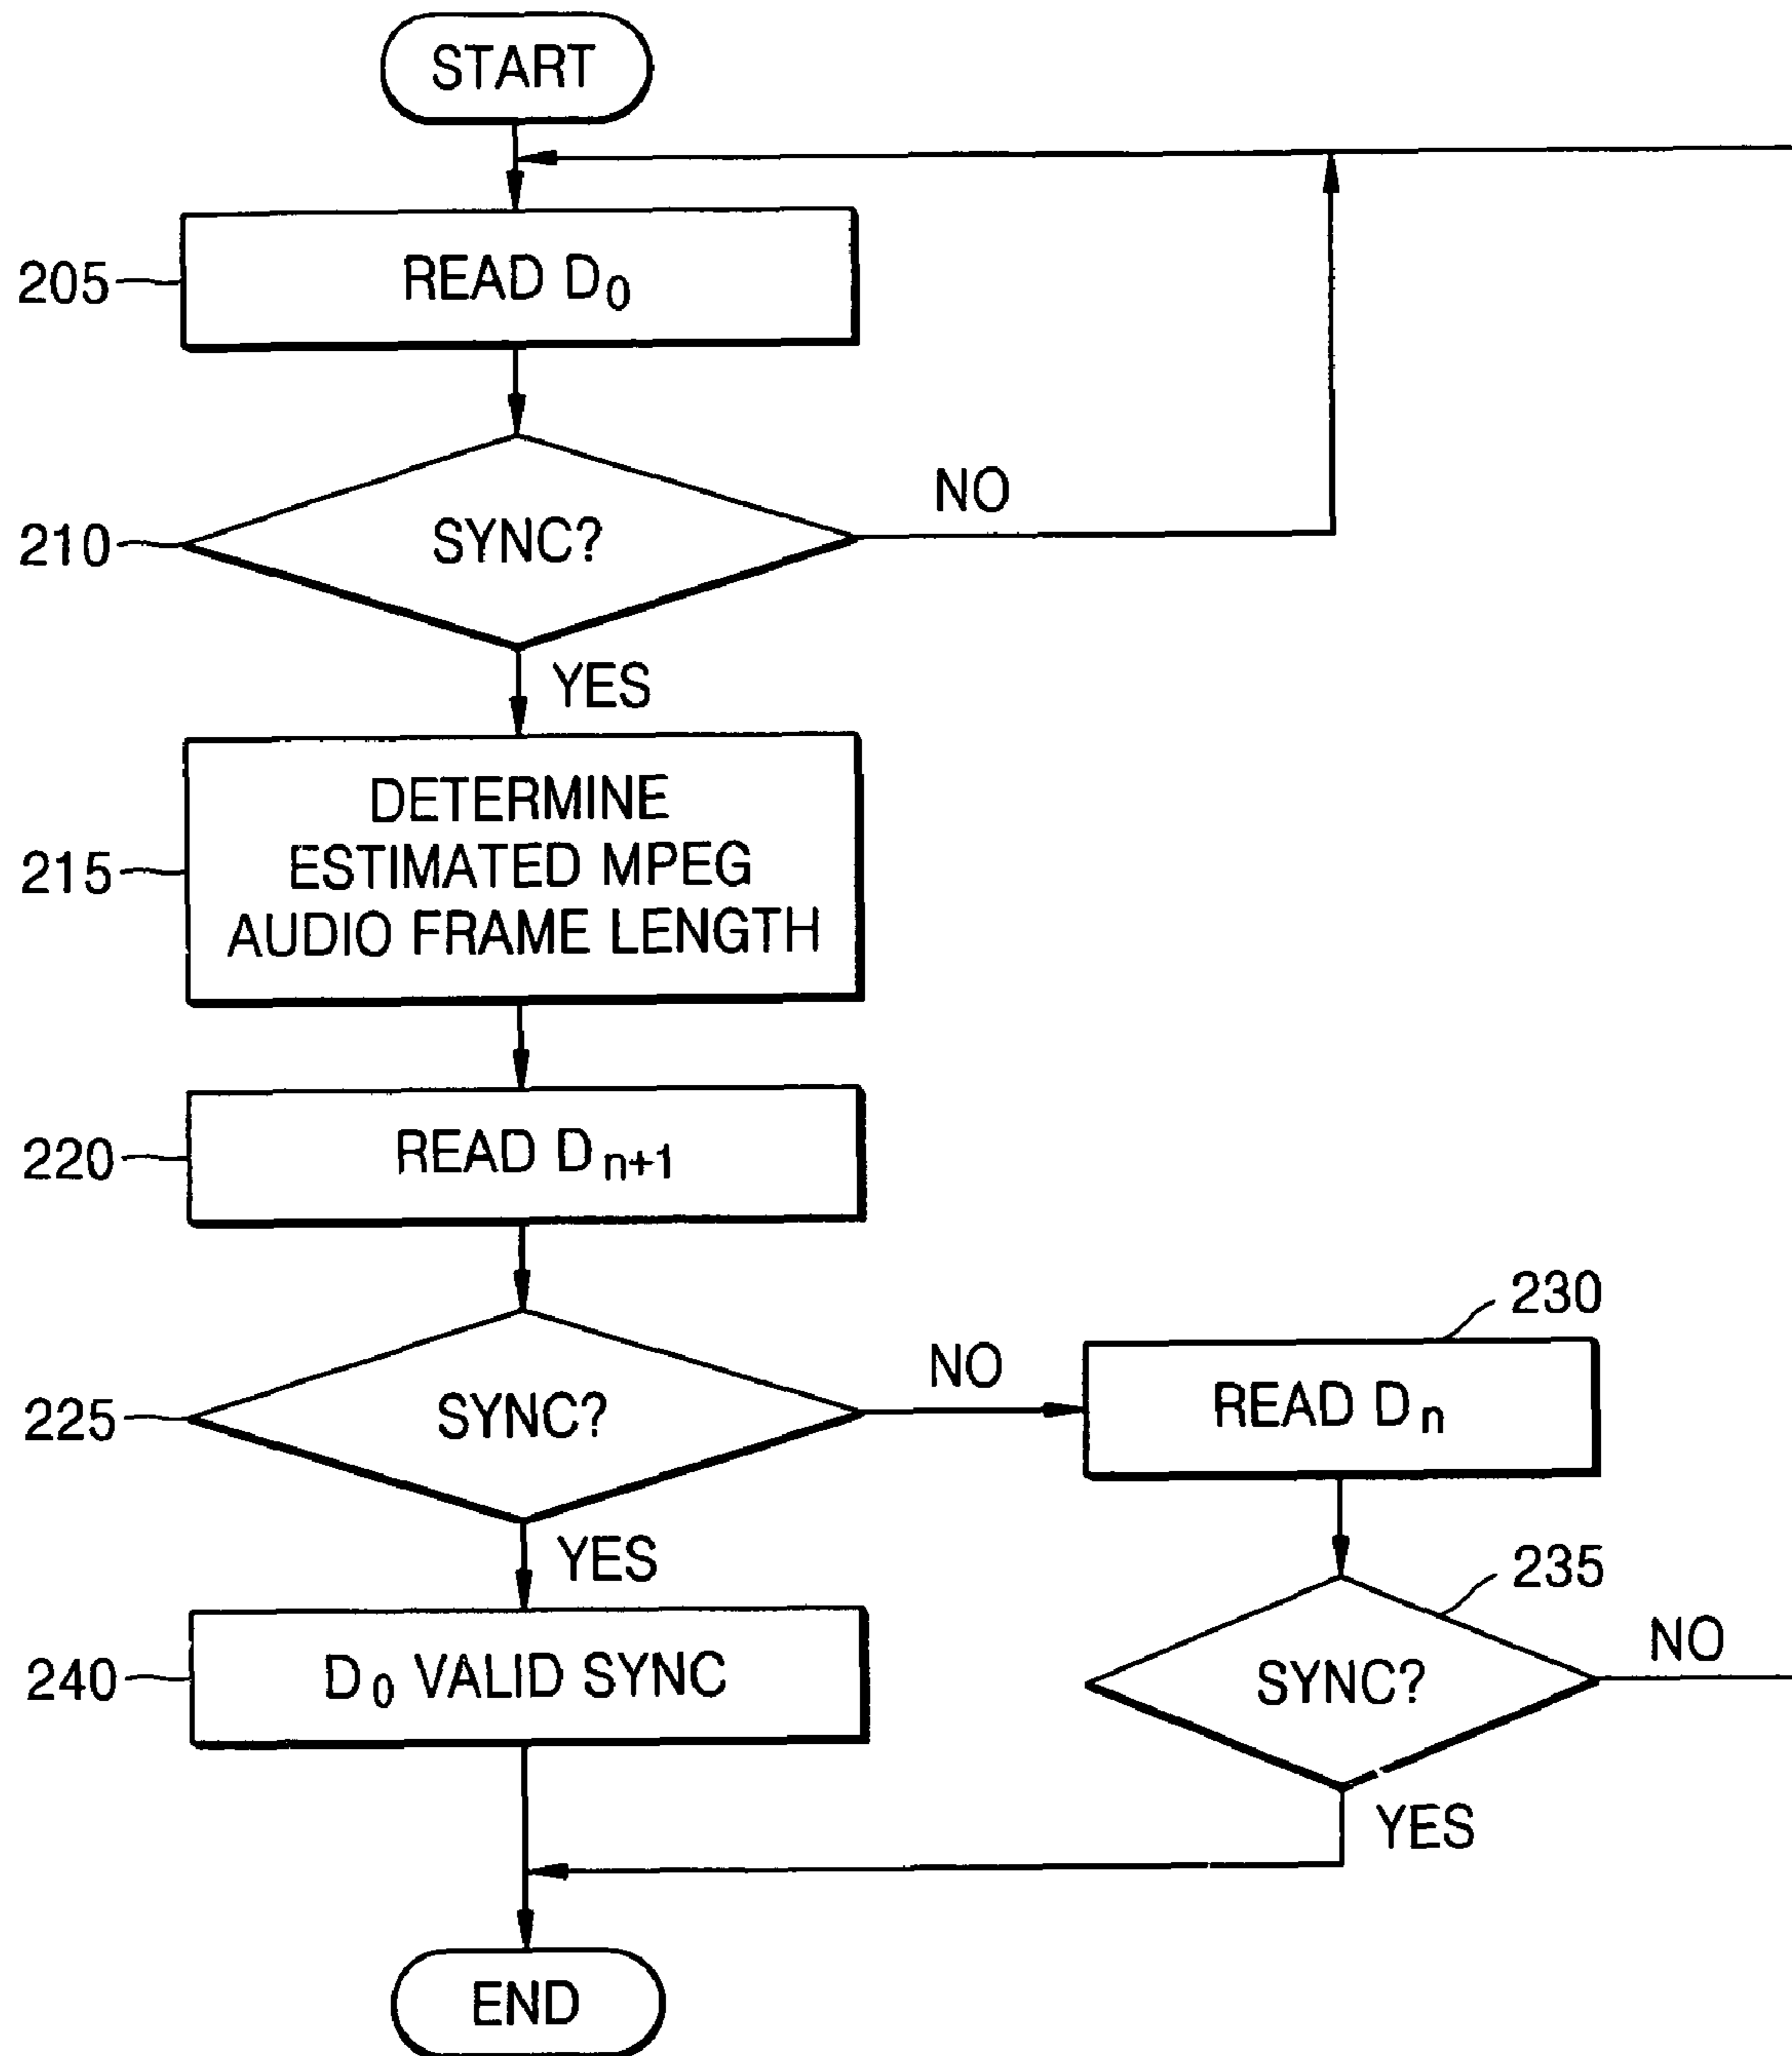 START
205
READ D₀
210
SYNC?
NO
YES
215
DETERMINE
ESTIMATED MPEG
AUDIO FRAME LENGTH
220
READ Dₙ₊₁
225
SYNC?
NO
230
READ Dₙ
YES
235
SYNC?
NO
240
D₀ VALID SYNC
YES
END